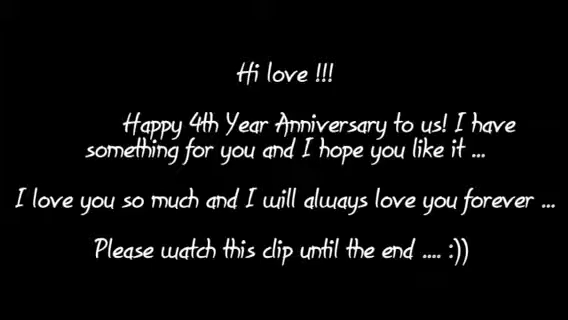 Hi love !!!
Happy 4th Year Anniversary to us! I have
something for you and I hope you like it ...
I love you so much and I will always love you forever ...
Please watch this clip until the end .... :))